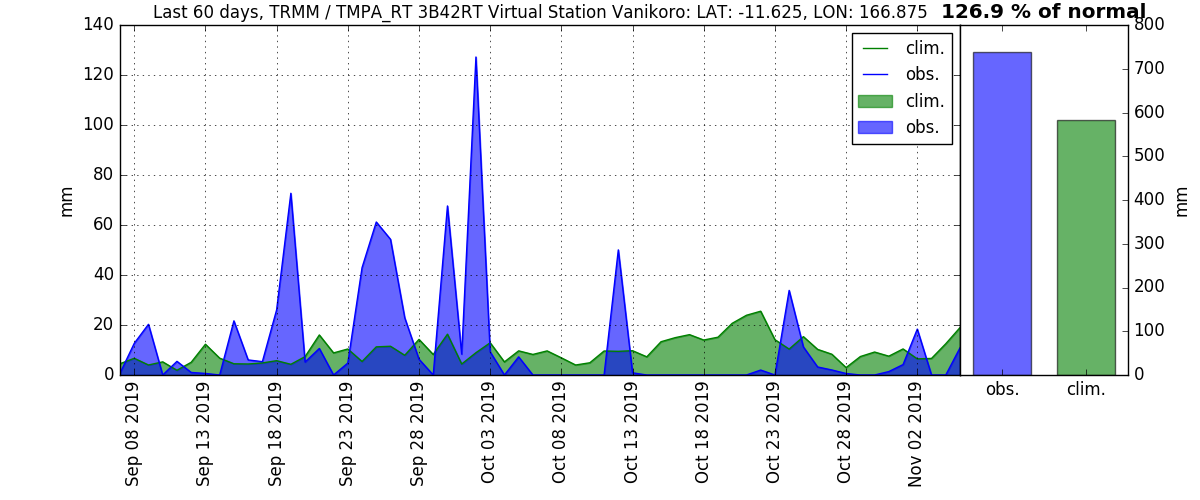 Last 60 days, TRMM / TMPA_RT 3B42RT Virtual Station Vanikoro: LAT: -11.625, LON: 166.875 126.9 % of normal
140
120
100
80
60
40
20
0
mm
clim.
obs.
clim.
obs.
Sep 08 2019
Sep 13 2019
Sep 18 2019
Sep 23 2019
Sep 28 2019
Oct 03 2019
Oct 08 2019
Oct 13 2019
Oct 18 2019
Oct 23 2019
Oct 28 2019
Nov 02 2019
800
700
600
500
400
300
200
100
0
mm
obs. clim.